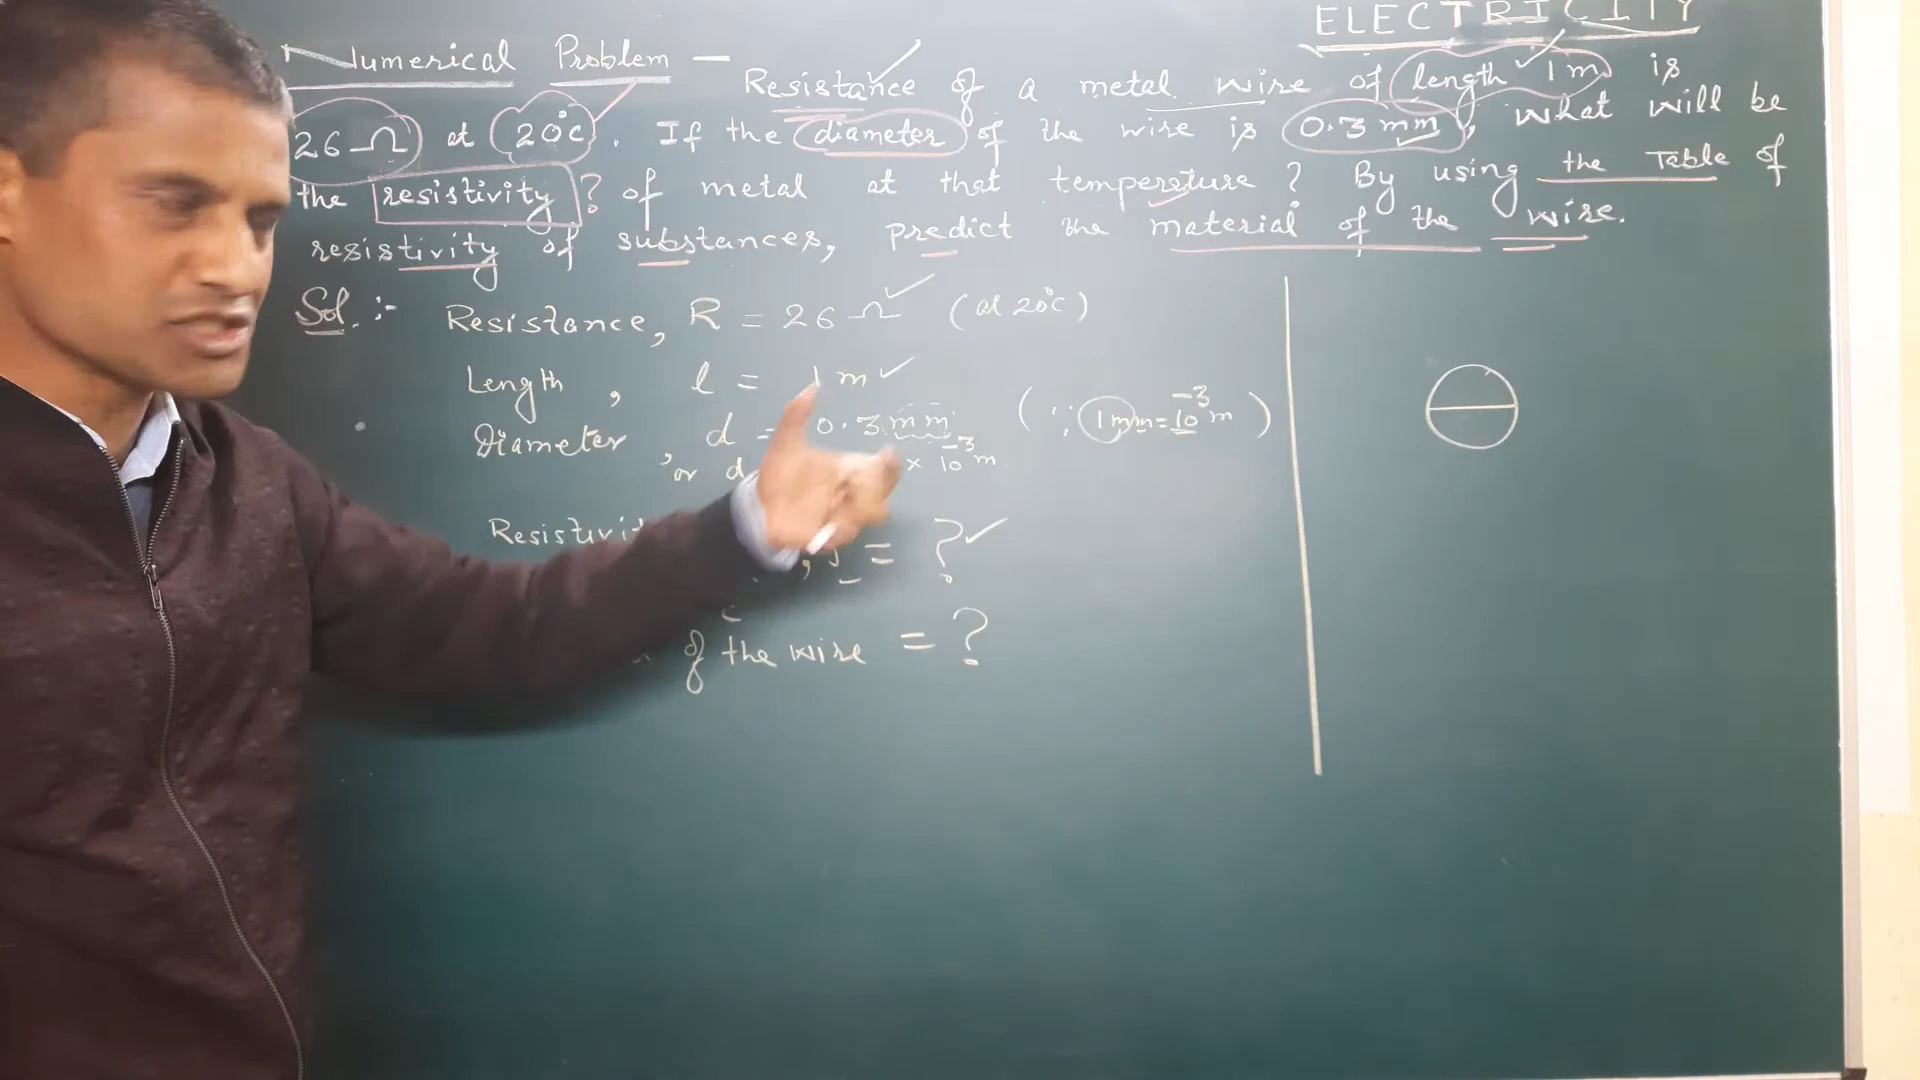 ELECTRICITY
Numerical Problem — Resistance of a metal wire of length 1 m is
26 Ω at 20°C. If the diameter of the wire is 0.3 mm, what will be
the resistivity ? of metal at that temperature ? By using the Table of
resistivity of substances, predict the material of the wire.
Sol. :- Resistance, R = 26 Ω (at 20°C)
Length, l = 1 m
Diameter, d = 0.3 mm (∵ 1mm = 10⁻³ m)
or d × 10⁻³ m
= ?
of the wire = ?